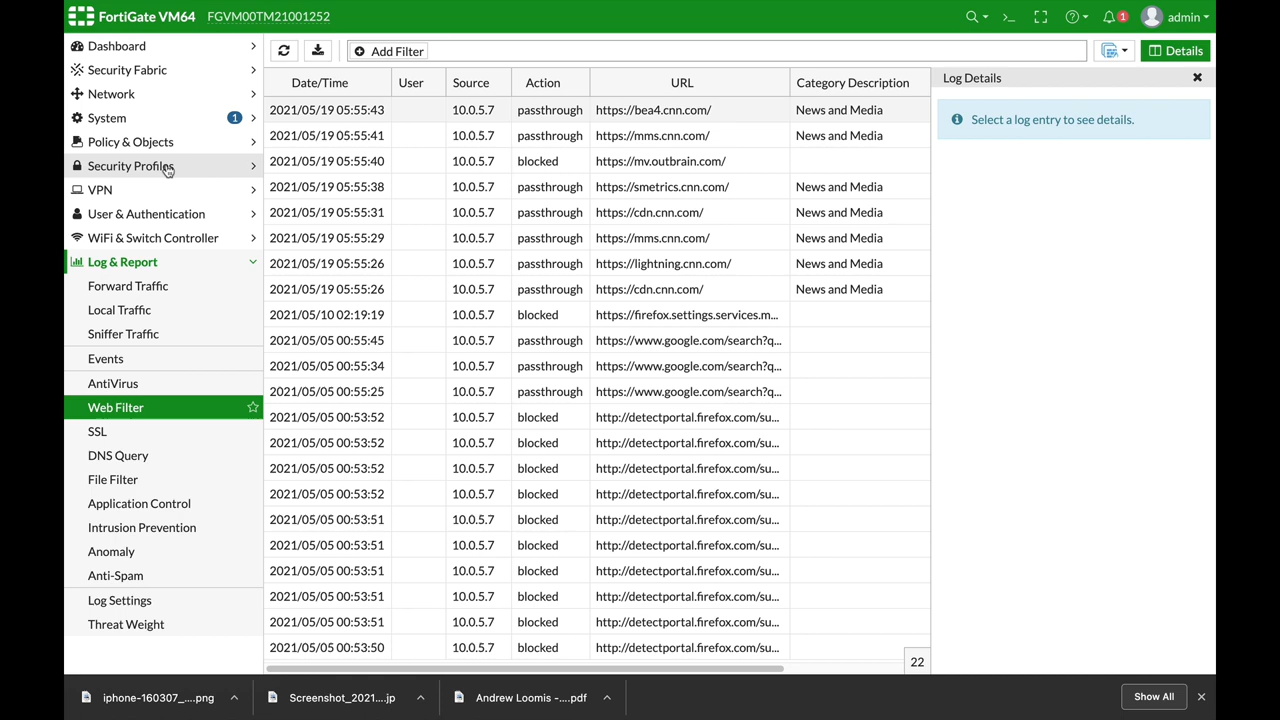 FortiGate VM64 FGVM00TM21001252
1
admin
Dashboard
Security Fabric
Network
System 1
Policy & Objects
Security Profiles
VPN
User & Authentication
WiFi & Switch Controller
Log & Report
Forward Traffic
Local Traffic
Sniffer Traffic
Events
AntiVirus
Web Filter
SSL
DNS Query
File Filter
Application Control
Intrusion Prevention
Anomaly
Anti-Spam
Log Settings
Threat Weight
Add Filter
Details
Date/Time User Source Action URL Category Description
2021/05/19 05:55:43 10.0.5.7 passthrough https://bea4.cnn.com/ News and Media
2021/05/19 05:55:41 10.0.5.7 passthrough https://mms.cnn.com/ News and Media
2021/05/19 05:55:40 10.0.5.7 blocked https://mv.outbrain.com/
2021/05/19 05:55:38 10.0.5.7 passthrough https://smetrics.cnn.com/ News and Media
2021/05/19 05:55:31 10.0.5.7 passthrough https://cdn.cnn.com/ News and Media
2021/05/19 05:55:29 10.0.5.7 passthrough https://mms.cnn.com/ News and Media
2021/05/19 05:55:26 10.0.5.7 passthrough https://lightning.cnn.com/ News and Media
2021/05/19 05:55:26 10.0.5.7 passthrough https://cdn.cnn.com/ News and Media
2021/05/10 02:19:19 10.0.5.7 blocked https://firefox.settings.services.m...
2021/05/05 00:55:45 10.0.5.7 passthrough https://www.google.com/search?q...
2021/05/05 00:55:34 10.0.5.7 passthrough https://www.google.com/search?q...
2021/05/05 00:55:25 10.0.5.7 passthrough https://www.google.com/search?q...
2021/05/05 00:53:52 10.0.5.7 blocked http://detectportal.firefox.com/su...
2021/05/05 00:53:52 10.0.5.7 blocked http://detectportal.firefox.com/su...
2021/05/05 00:53:52 10.0.5.7 blocked http://detectportal.firefox.com/su...
2021/05/05 00:53:52 10.0.5.7 blocked http://detectportal.firefox.com/su...
2021/05/05 00:53:51 10.0.5.7 blocked http://detectportal.firefox.com/su...
2021/05/05 00:53:51 10.0.5.7 blocked http://detectportal.firefox.com/su...
2021/05/05 00:53:51 10.0.5.7 blocked http://detectportal.firefox.com/su...
2021/05/05 00:53:51 10.0.5.7 blocked http://detectportal.firefox.com/su...
2021/05/05 00:53:51 10.0.5.7 blocked http://detectportal.firefox.com/su...
2021/05/05 00:53:50 10.0.5.7 blocked http://detectportal.firefox.com/su...
22
Log Details
Select a log entry to see details.
iphone-160307_....png Screenshot_2021....jp Andrew Loomis -....pdf Show All